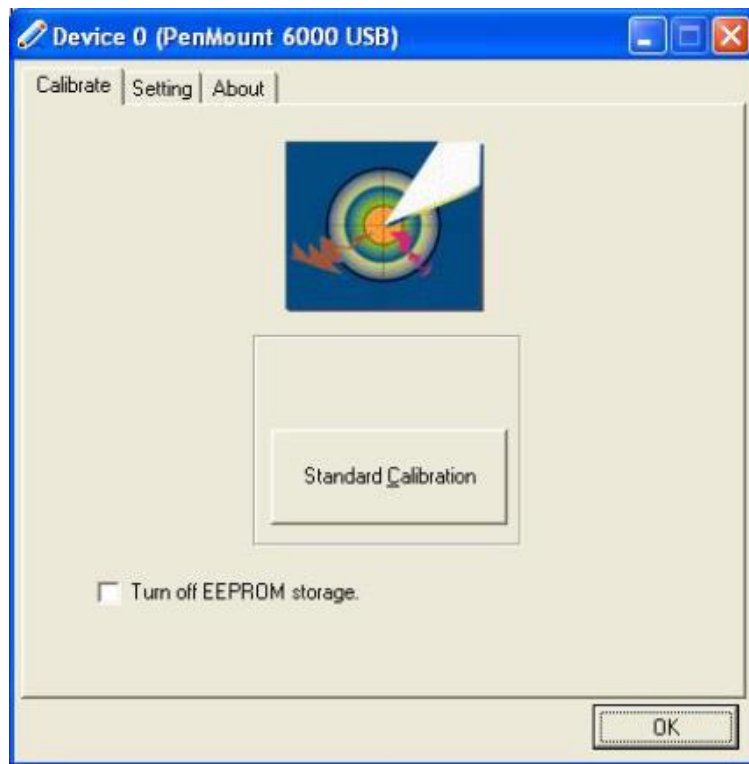 Device 0 (PenMount 6000 USB)
Calibrate Setting About
Standard Calibration
Turn off EEPROM storage.
OK